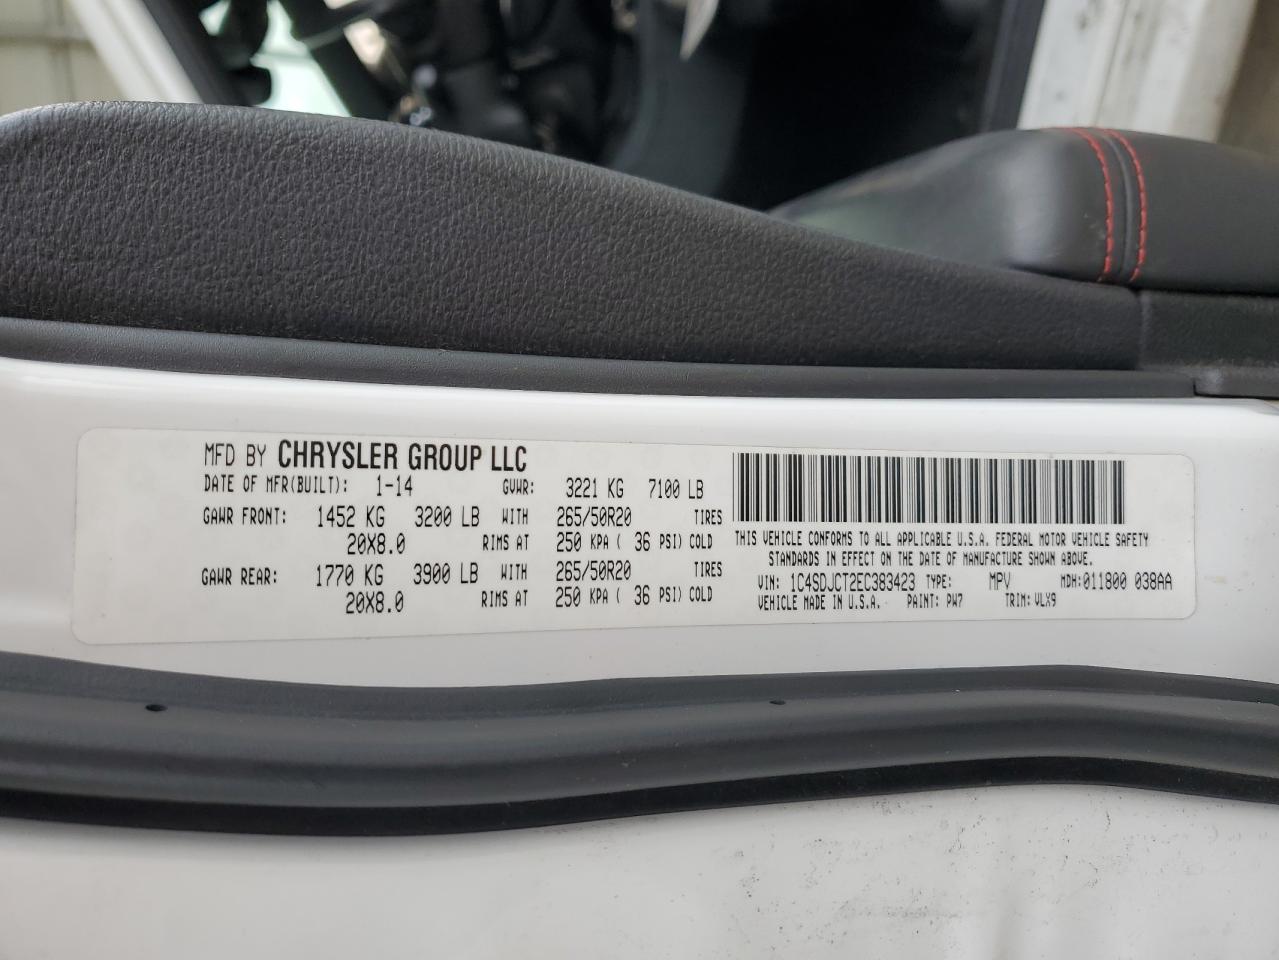 MFD BY CHRYSLER GROUP LLC
DATE OF MFR(BUILT): 1-14 GVWR: 3221 KG 7100 LB
GAWR FRONT: 1452 KG 3200 LB WITH 265/50R20 TIRES
20X8.0 RIMS AT 250 KPA ( 36 PSI) COLD
GAWR REAR: 1770 KG 3900 LB WITH 265/50R20 TIRES
20X8.0 RIMS AT 250 KPA ( 36 PSI) COLD
THIS VEHICLE CONFORMS TO ALL APPLICABLE U.S.A. FEDERAL MOTOR VEHICLE SAFETY
STANDARDS IN EFFECT ON THE DATE OF MANUFACTURE SHOWN ABOVE.
VIN: 1C4SDJCT2EC383423 TYPE: MPV MDH:011800 038AA
VEHICLE MADE IN U.S.A. PAINT: PW7 TRIM: VLX9